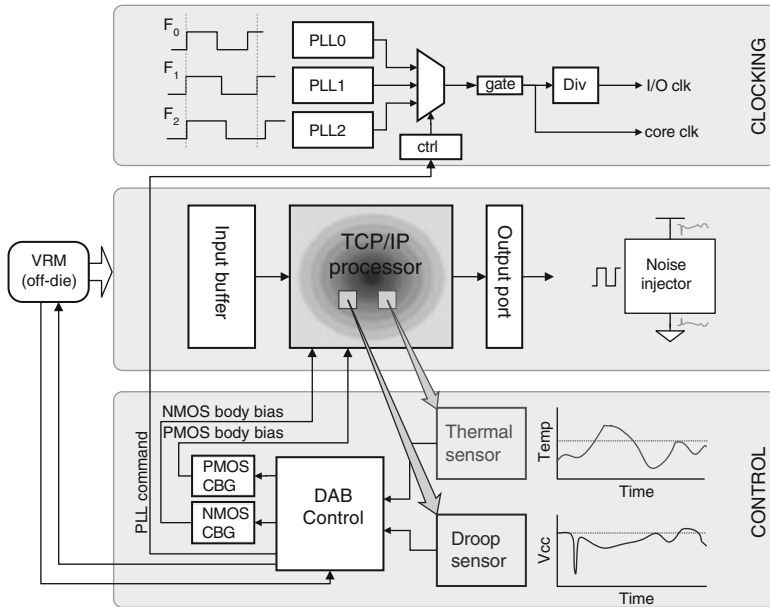 F0
F1
F2
PLL0
PLL1
PLL2
ctrl
gate
Div
I/O clk
core clk
CLOCKING
VRM
(off-die)
Input buffer
TCP/IP
processor
Output port
Noise
injector
NMOS body bias
PMOS body bias
PLL command
PMOS
CBG
NMOS
CBG
DAB
Control
Thermal
sensor
Droop
sensor
Temp
Time
Vcc
Time
CONTROL